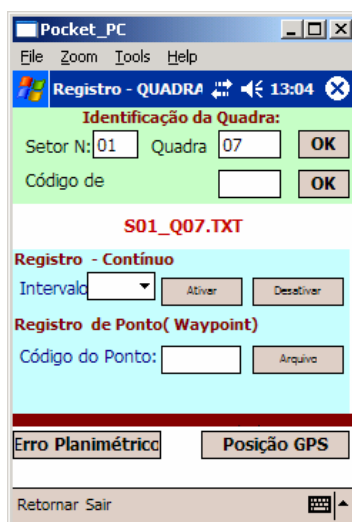 Pocket_PC
File Zoom Tools Help
Registro - QUADRA 13:04
Identificação da Quadra:
Setor N: 01 Quadra 07 OK
Código de OK
S01_Q07.TXT
Registro - Contínuo
Intervalo Ativar Desativar
Registro de Ponto( Waypoint)
Código do Ponto: Arquivo
Erro Planimétrico Posição GPS
Retornar Sair